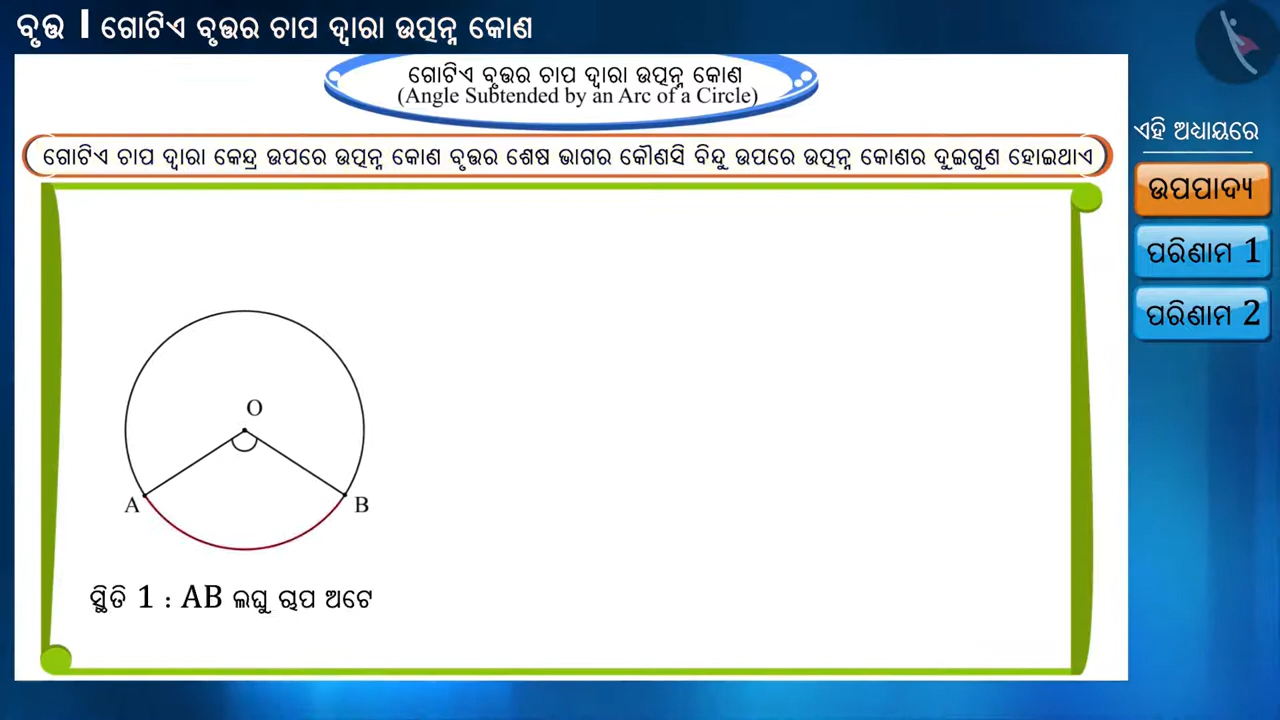 ବୃତ୍ତ । ଗୋଟିଏ ବୃତ୍ତର ଚାପ ଦ୍ୱାରା ଉତ୍ପନ୍ନ କୋଣ
ଗୋଟିଏ ବୃତ୍ତର ଚାପ ଦ୍ୱାରା ଉତ୍ପନ୍ନ କୋଣ
(Angle Subtended by an Arc of a Circle)
ଗୋଟିଏ ଚାପ ଦ୍ୱାରା କେନ୍ଦ୍ର ଉପରେ ଉତ୍ପନ୍ନ କୋଣ ବୃତ୍ତର ଶେଷ ଭାଗର କୌଣସି ବିନ୍ଦୁ ଉପରେ ଉତ୍ପନ୍ନ କୋଣର ଦୁଇଗୁଣ ହୋଇଥାଏ
O
A
B
ସ୍ଥିତି 1 : AB ଲଘୁ ଚାପ ଅଟେ
ଏହି ଅଧ୍ୟାୟରେ
ଉପପାଦ୍ୟ
ପରିଣାମ 1
ପରିଣାମ 2